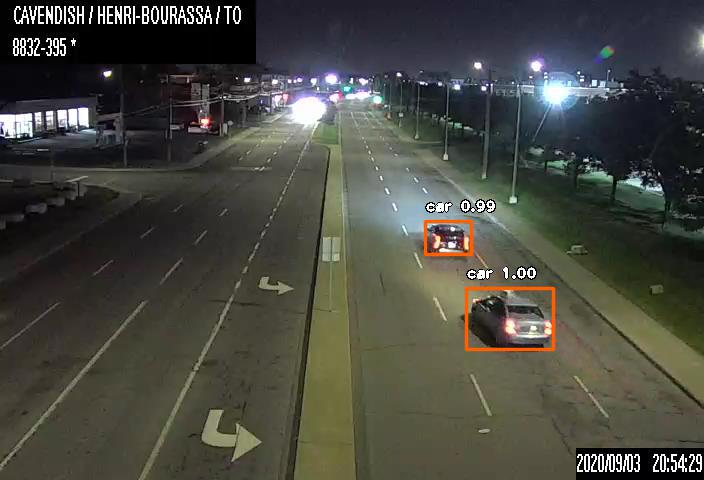 CAVENDISH / HENRI-BOURASSA / TO
8832-395 *
car 0.99
car 1.00
2020/09/03 20:54:29